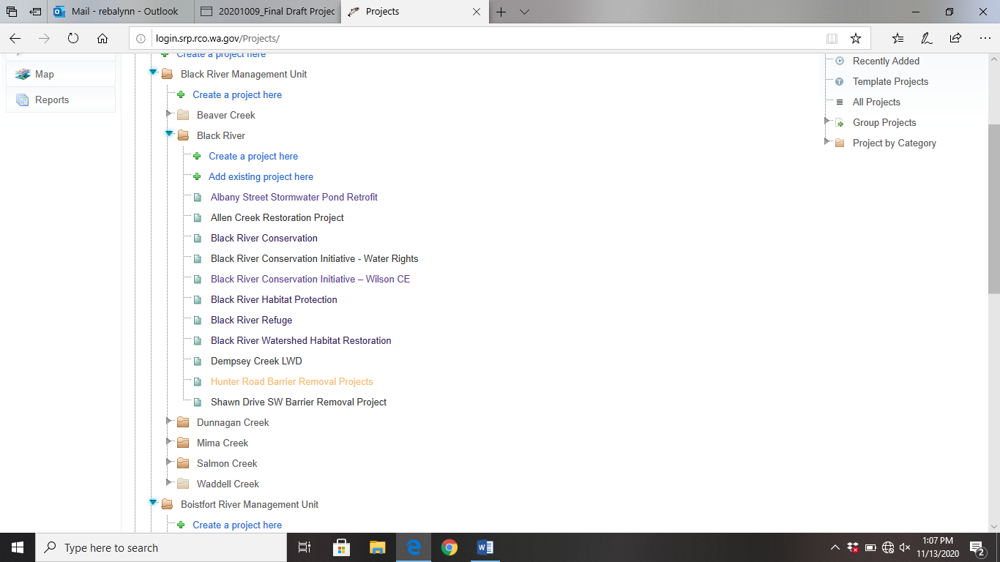 Mail - rebalynn - Outlook
20201009_Final Draft Projec
Projects
login.srp.rco.wa.gov/Projects/
Map
Reports
Create a project here
Black River Management Unit
Create a project here
Beaver Creek
Black River
Create a project here
Add existing project here
Albany Street Stormwater Pond Retrofit
Allen Creek Restoration Project
Black River Conservation
Black River Conservation Initiative - Water Rights
Black River Conservation Initiative – Wilson CE
Black River Habitat Protection
Black River Refuge
Black River Watershed Habitat Restoration
Dempsey Creek LWD
Hunter Road Barrier Removal Projects
Shawn Drive SW Barrier Removal Project
Dunnagan Creek
Mima Creek
Salmon Creek
Waddell Creek
Boistfort River Management Unit
Create a project here
Recently Added
Template Projects
All Projects
Group Projects
Project by Category
Type here to search
1:07 PM
11/13/2020
2